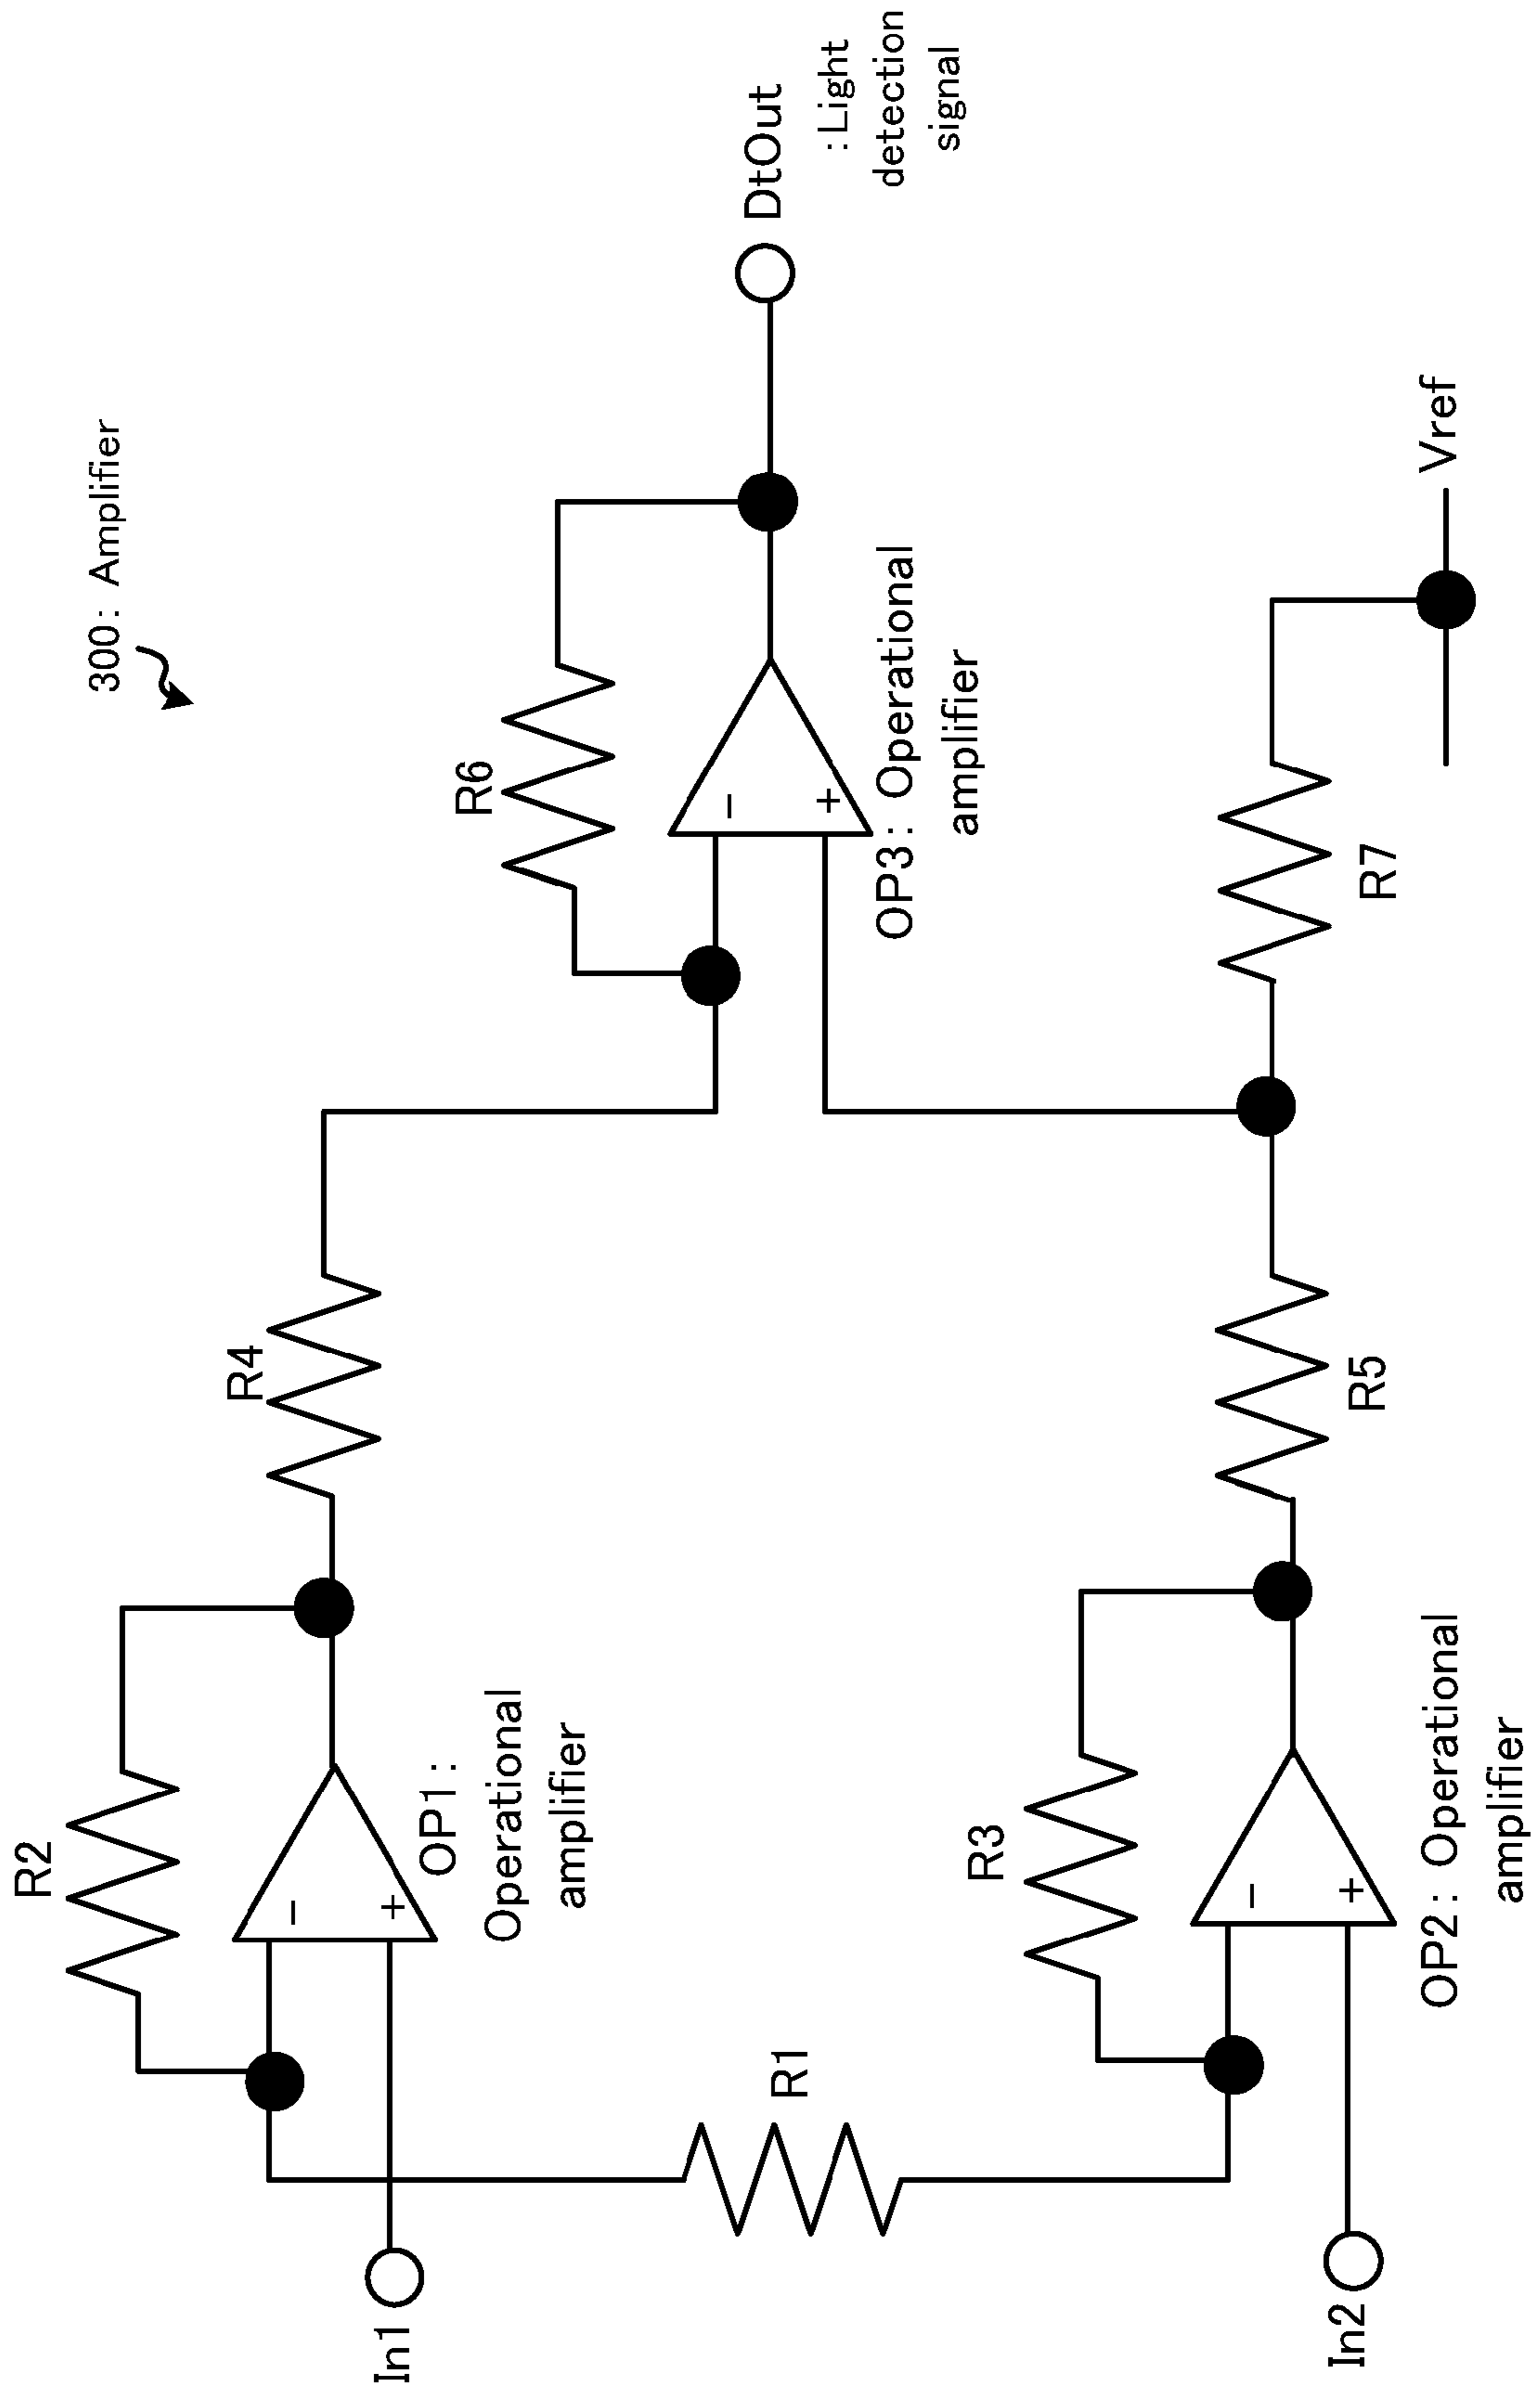 300: Amplifier
R2
R4
R6
DtOut
:Light
detection
signal
In1
−
+
OP1:
Operational
amplifier
−
+
OP3: Operational
amplifier
R1
R3
−
+
In2
OP2: Operational
amplifier
R5
R7
Vref